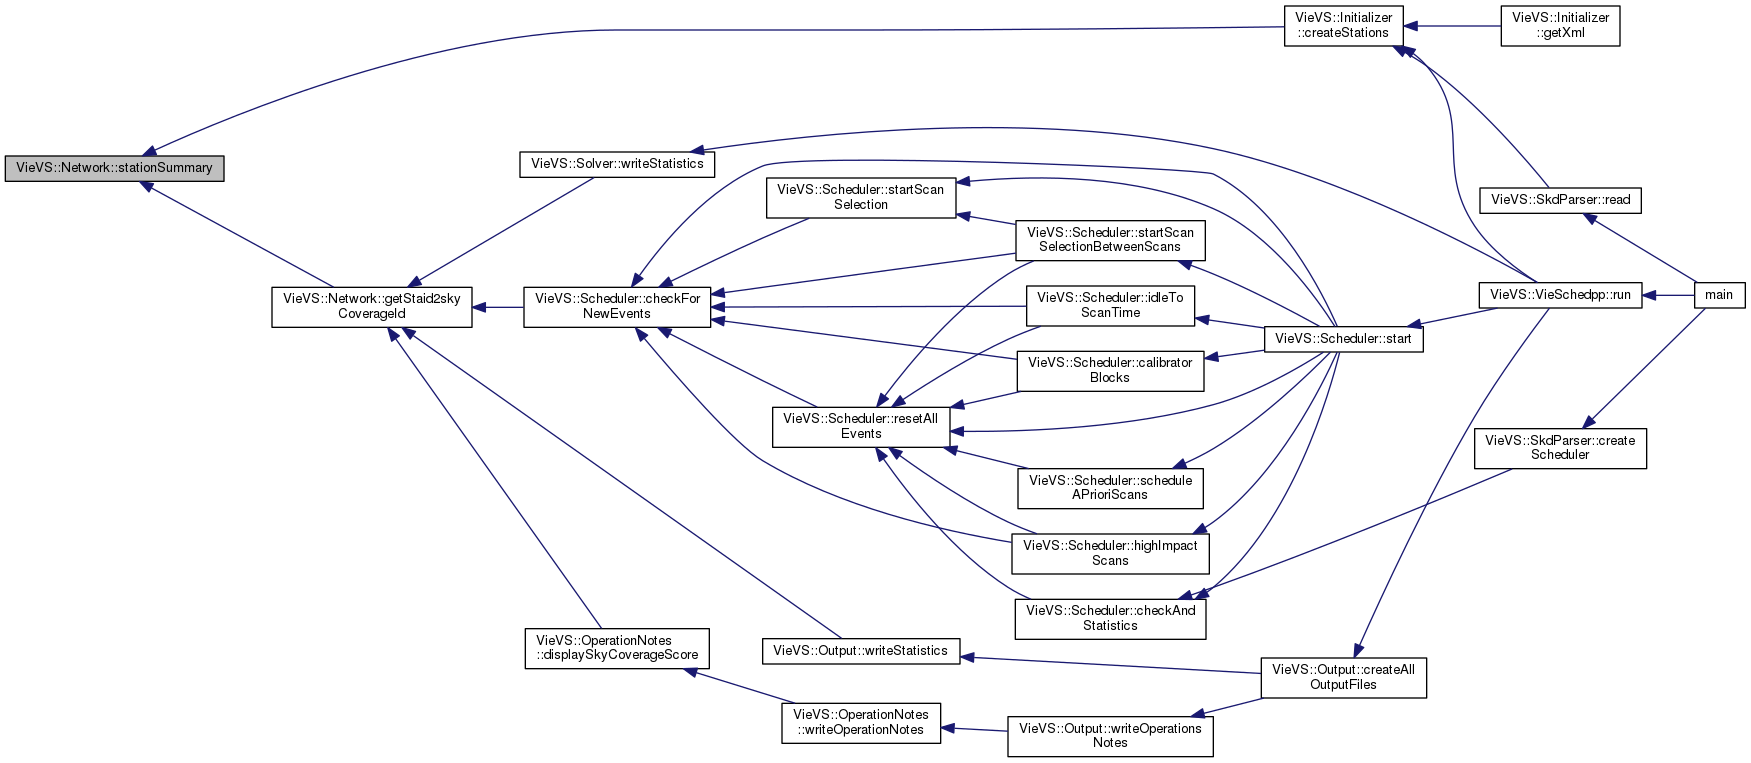 VieVS::Initializer
::createStations
VieVS::Initializer
::getXml
VieVS::Network::stationSummary
VieVS::Solver::writeStatistics
VieVS::Scheduler::startScan
Selection
VieVS::SkdParser::read
VieVS::Scheduler::startScan
SelectionBetweenScans
VieVS::Network::getStaid2sky
CoverageId
VieVS::Scheduler::checkFor
NewEvents
VieVS::Scheduler::idleTo
ScanTime
VieVS::VieSchedpp::run
main
VieVS::Scheduler::start
VieVS::Scheduler::calibrator
Blocks
VieVS::Scheduler::resetAll
Events
VieVS::SkdParser::create
Scheduler
VieVS::Scheduler::schedule
APrioriScans
VieVS::Scheduler::highImpact
Scans
VieVS::Scheduler::checkAnd
Statistics
VieVS::OperationNotes
::displaySkyCoverageScore
VieVS::Output::writeStatistics
VieVS::Output::createAll
OutputFiles
VieVS::OperationNotes
::writeOperationNotes
VieVS::Output::writeOperations
Notes